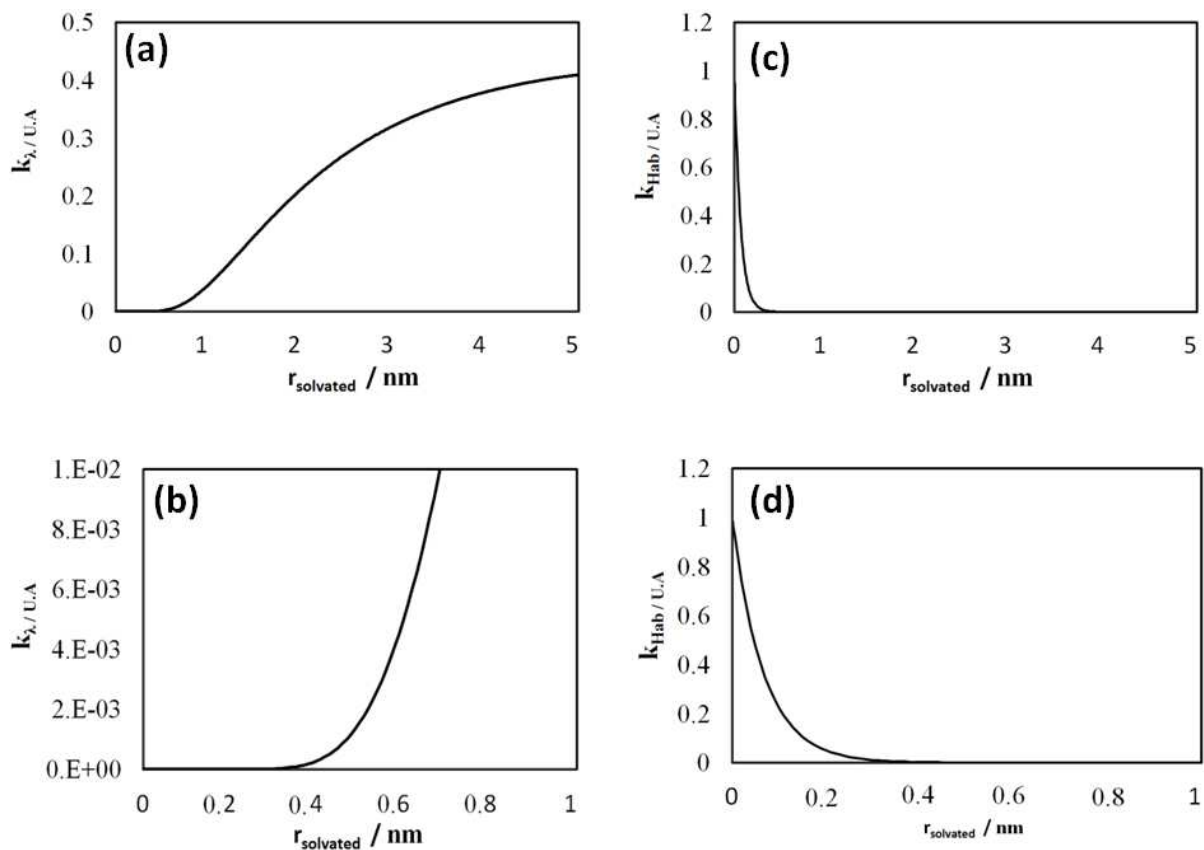 (a)
0.5
0.4
0.3
0.2
0.1
0
k_λ / U.A
0 1 2 3 4 5
r_solvated / nm
(c)
1.2
1
0.8
0.6
0.4
0.2
0
k_Hab / U.A
0 1 2 3 4 5
r_solvated / nm
(b)
1.E-02
8.E-03
6.E-03
4.E-03
2.E-03
0.E+00
k_λ / U.A
0 0.2 0.4 0.6 0.8 1
r_solvated / nm
(d)
1.2
1
0.8
0.6
0.4
0.2
0
k_Hab / U.A
0 0.2 0.4 0.6 0.8 1
r_solvated / nm